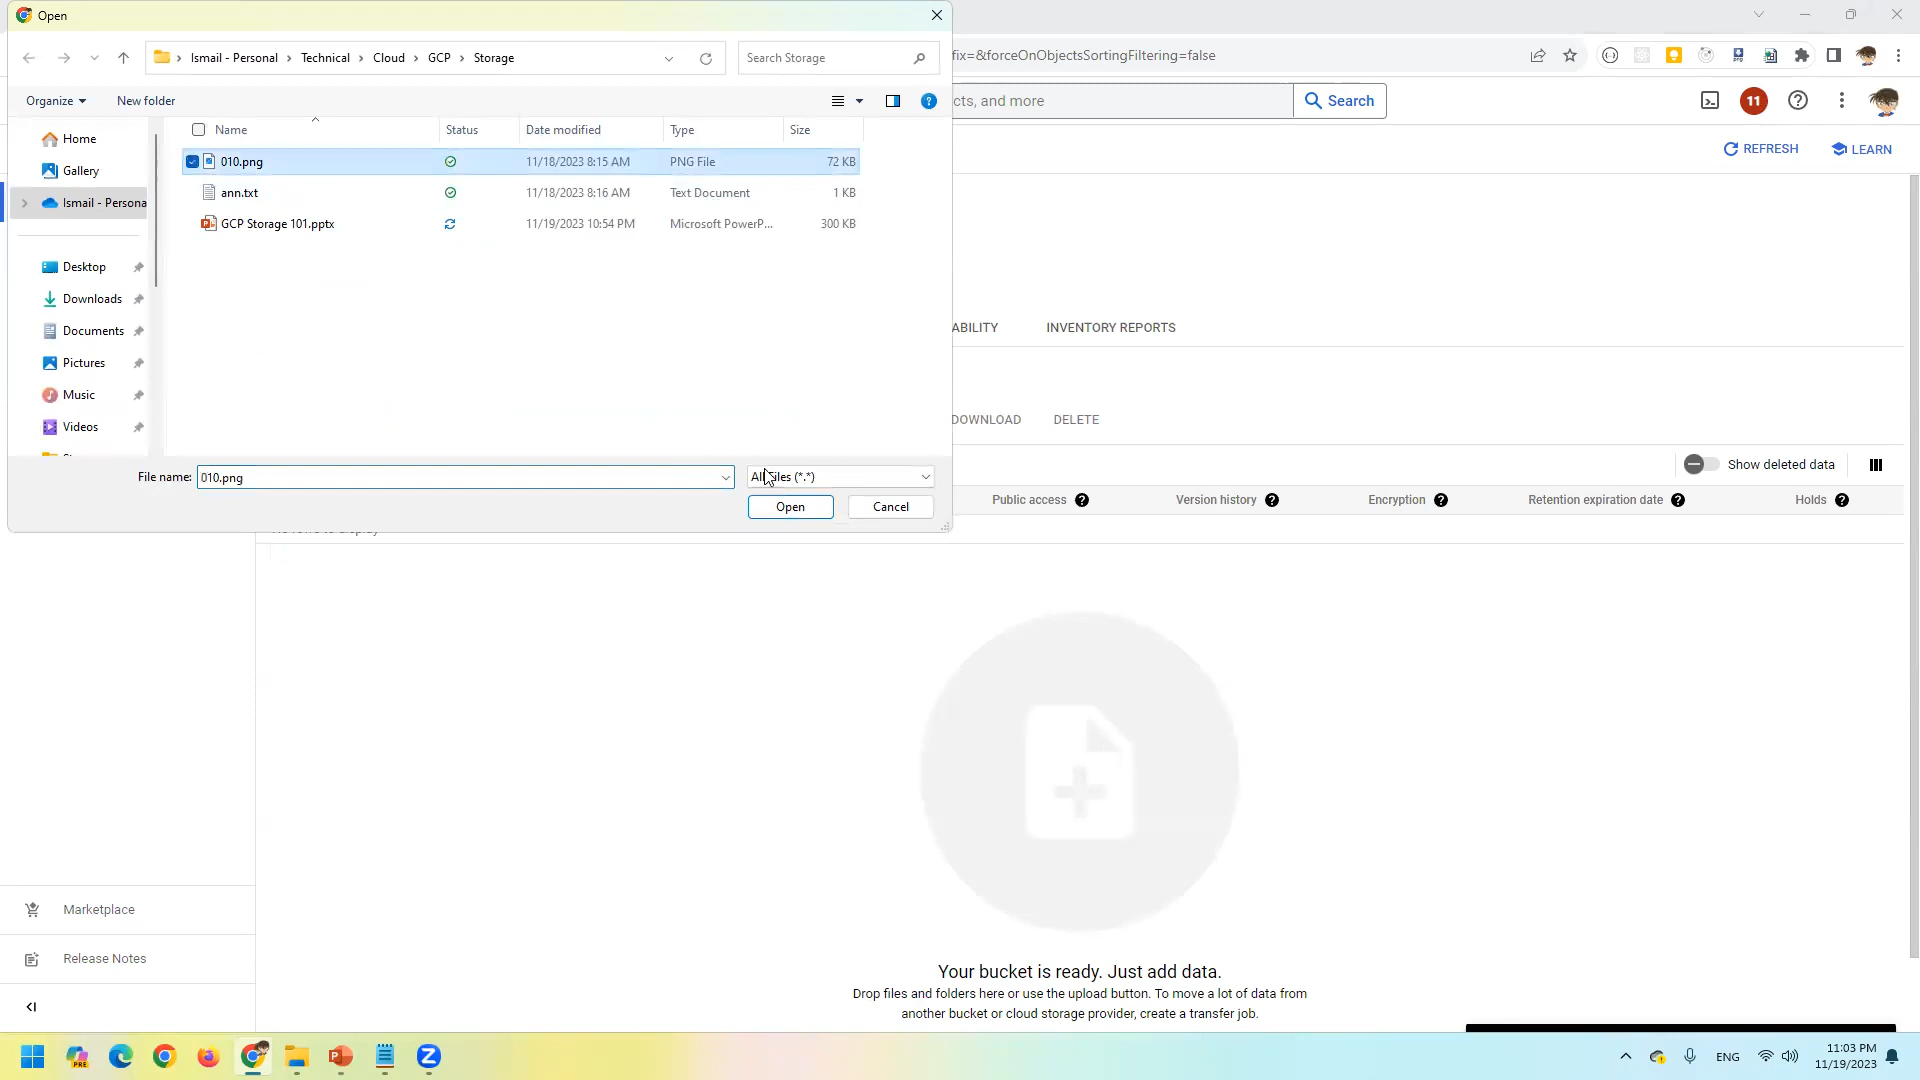 Open
Ismail - Personal > Technical > Cloud > GCP > Storage
Search Storage
fix=&forceOnObjectsSortingFiltering=false
Organize
New folder
cts, and more
Search
11
Name
Status
Date modified
Type
Size
Home
010.png
11/18/2023 8:15 AM
PNG File
72 KB
REFRESH
LEARN
Gallery
ann.txt
11/18/2023 8:16 AM
Text Document
1 KB
Ismail - Persona
GCP Storage 101.pptx
11/19/2023 10:54 PM
Microsoft PowerP...
300 KB
Desktop
Downloads
Documents
Pictures
Music
Videos
ABILITY
INVENTORY REPORTS
DOWNLOAD
DELETE
File name:
010.png
All Files (*.*)
Open
Cancel
Show deleted data
Public access
Version history
Encryption
Retention expiration date
Holds
Marketplace
Release Notes
Your bucket is ready. Just add data.
Drop files and folders here or use the upload button. To move a lot of data from
another bucket or cloud storage provider, create a transfer job.
PRE
ENG
11:03 PM
11/19/2023